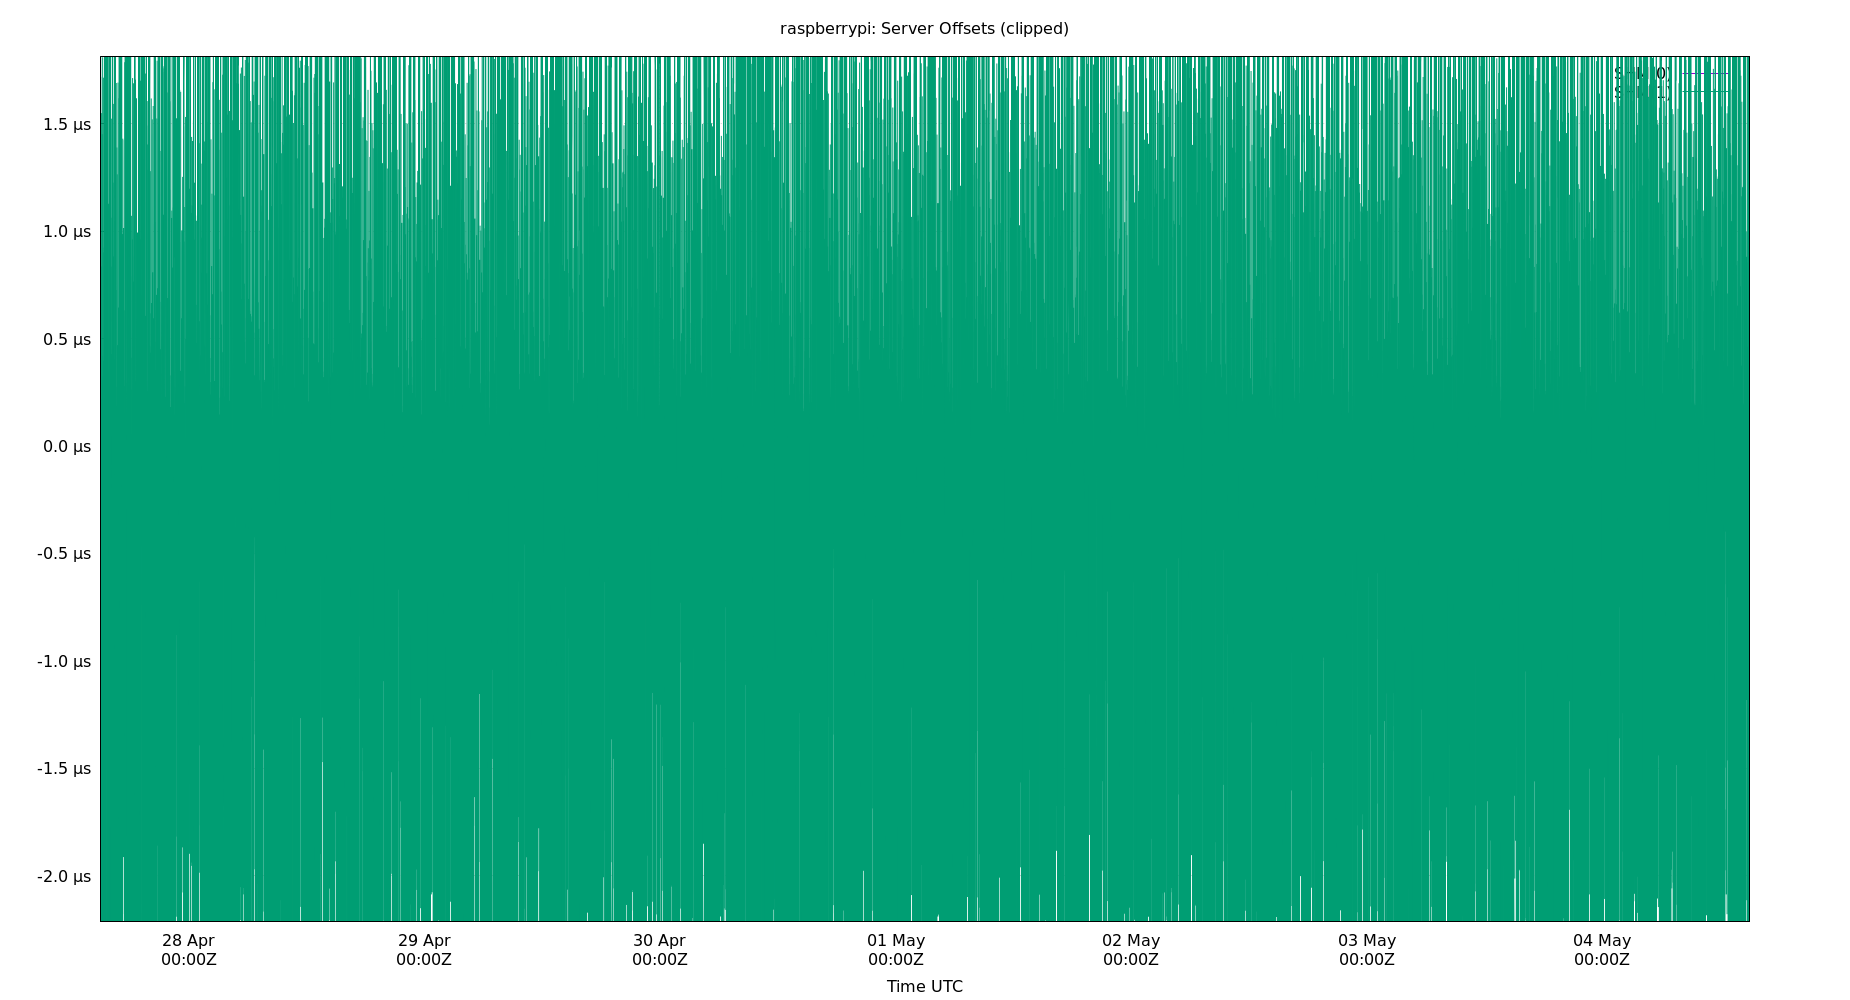 raspberrypi: Server Offsets (clipped)
1.5 µs
1.0 µs
0.5 µs
0.0 µs
-0.5 µs
-1.0 µs
-1.5 µs
-2.0 µs
28 Apr 29 Apr 30 Apr 01 May 02 May 03 May 04 May
00:00Z 00:00Z 00:00Z 00:00Z 00:00Z 00:00Z 00:00Z
Time UTC